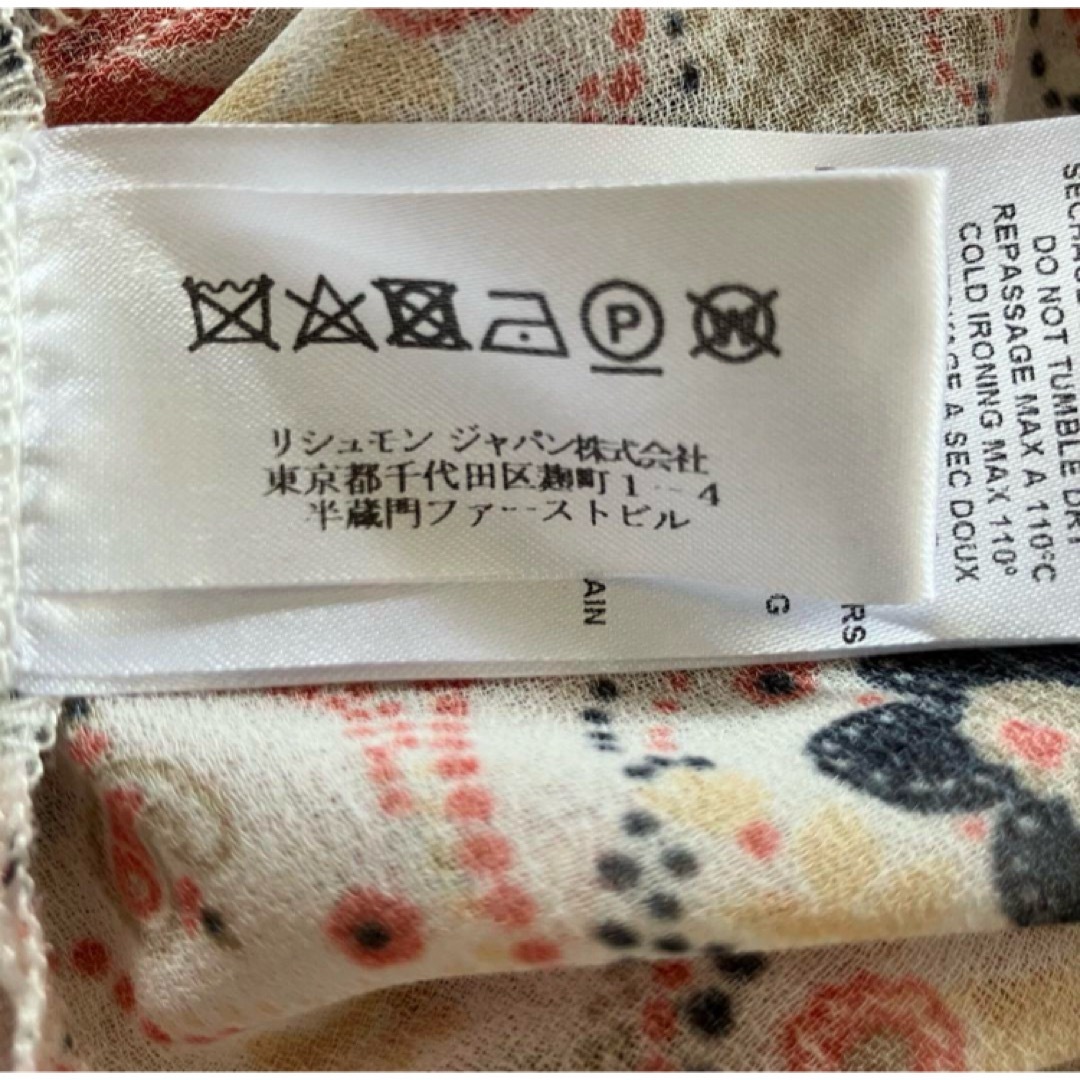 P W
リシュモン ジャパン株式会社
東京都千代田区麹町1-4
半蔵門ファーストビル
DO NOT TUMBLE DRY
REPASSAGE MAX A 110°C
COLD IRONING MAX 110°
A SEC DOUX
AIN
G
RS